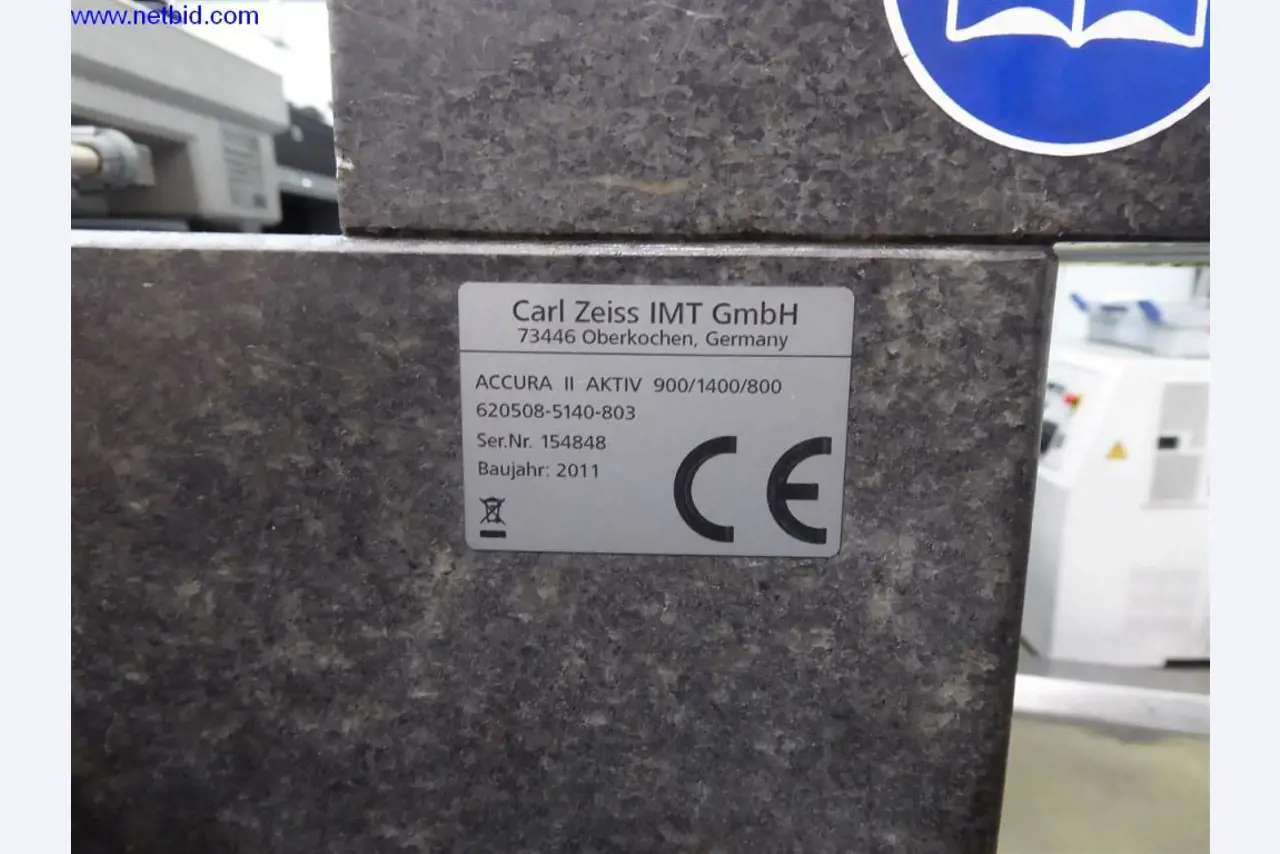 www.netbid.com
Carl Zeiss IMT GmbH
73446 Oberkochen, Germany
ACCURA II AKTIV 900/1400/800
620508-5140-803
Ser.Nr. 154848
Baujahr: 2011
CE